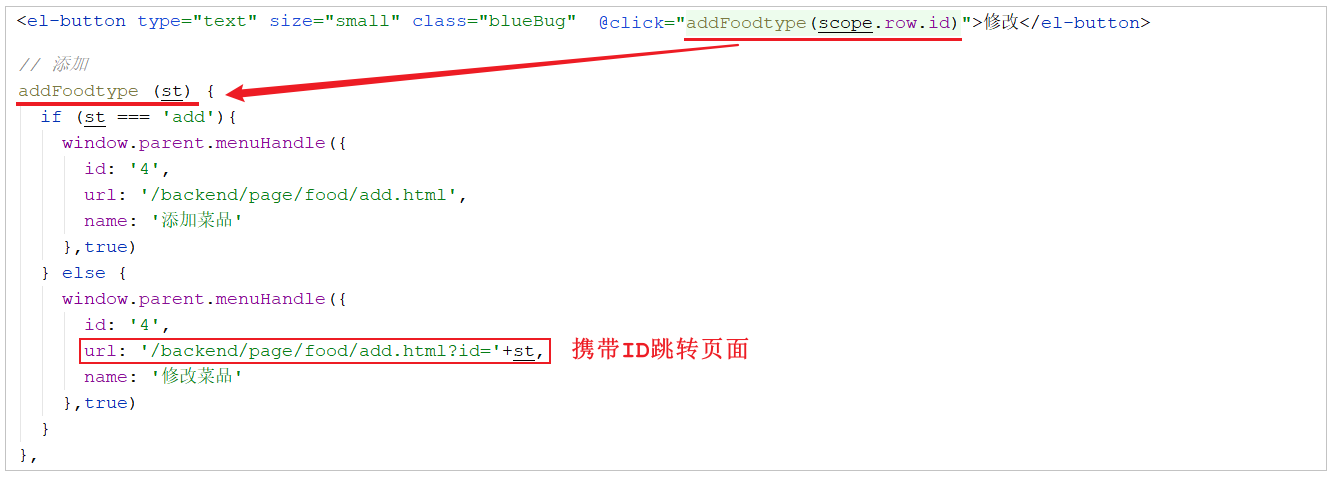 <el-button type="text" size="small" class="blueBug"  @click="addFoodtype(scope.row.id)">修改</el-button>
// 添加
addFoodtype (st) {
  if (st === 'add'){
    window.parent.menuHandle({
      id: '4',
      url: '/backend/page/food/add.html',
      name: '添加菜品'
    },true)
  } else {
    window.parent.menuHandle({
      id: '4',
      url: '/backend/page/food/add.html?id='+st, 携带ID跳转页面
      name: '修改菜品'
    },true)
  }
},